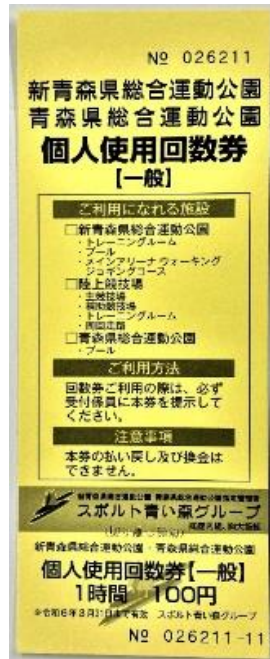 № 026211
新青森県総合運動公園
青森県総合運動公園
個人使用回数券
【一般】
ご利用になれる施設
□新青森県総合運動公園
・トレーニングルーム
・プール
・メインアリーナウォーキング
ジョギングコース
□陸上競技場
・主競技場
・補助競技場
・トレーニングルーム
・周回走路
□青森県総合運動公園
・プール
ご利用方法
回数券ご利用の際は、必ず
受付係員に本券を提示して
ください。
注意事項
本券の払い戻し及び換金は
できません。
スポルト青い森グループ
新青森県総合運動公園・青森県総合運動公園
個人使用回数券【一般】
1時間 100円
スポルト青い森グループ
№ 026211-11